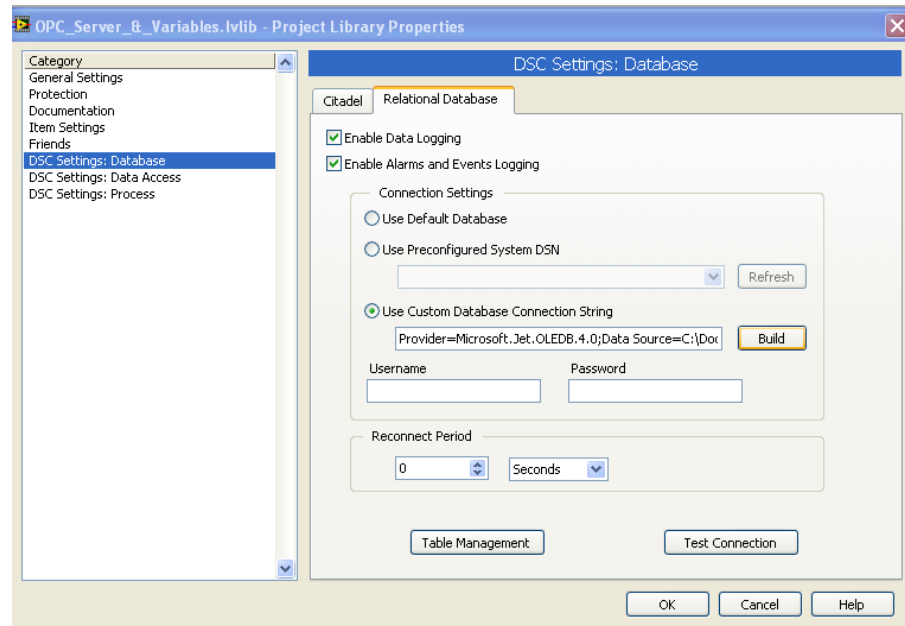 OPC_Server_&_Variables.lvlib - Project Library Properties
Category
General Settings
Protection
Documentation
Item Settings
Friends
DSC Settings: Database
DSC Settings: Data Access
DSC Settings: Process
DSC Settings: Database
Citadel Relational Database
Enable Data Logging
Enable Alarms and Events Logging
Connection Settings
Use Default Database
Use Preconfigured System DSN
Refresh
Use Custom Database Connection String
Provider=Microsoft.Jet.OLEDB.4.0;Data Source=C:\Doc Build
Username Password
Reconnect Period
0 Seconds
Table Management Test Connection
OK Cancel Help